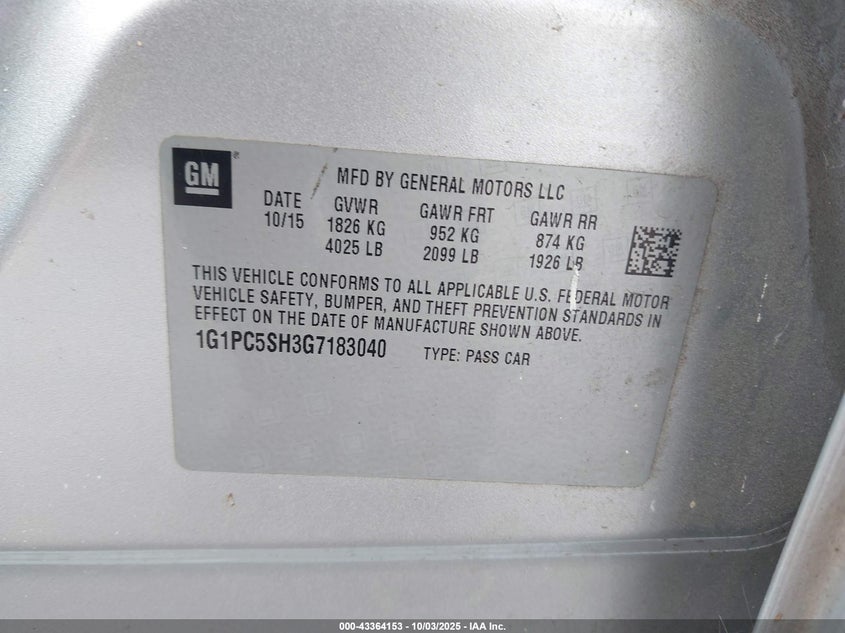 GM
MFD BY GENERAL MOTORS LLC
DATE GVWR GAWR FRT GAWR RR
10/15 1826 KG 952 KG 874 KG
4025 LB 2099 LB 1926 LB
THIS VEHICLE CONFORMS TO ALL APPLICABLE U.S. FEDERAL MOTOR
VEHICLE SAFETY, BUMPER, AND THEFT PREVENTION STANDARDS IN
EFFECT ON THE DATE OF MANUFACTURE SHOWN ABOVE.
1G1PC5SH3G7183040 TYPE: PASS CAR
000-43364153 - 10/03/2025 - IAA Inc.